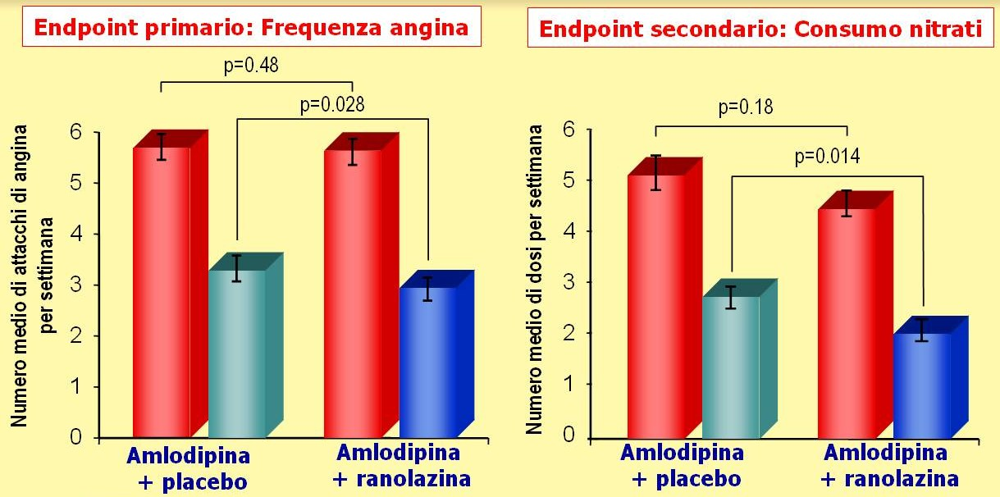 Endpoint primario: Frequenza angina
p=0.48
p=0.028
Numero medio di attacchi di angina
per settimana
6
5
4
3
2
1
0
Amlodipina
+ placebo
Amlodipina
+ ranolazina
Endpoint secondario: Consumo nitrati
p=0.18
p=0.014
Numero medio di dosi per settimana
6
5
4
3
2
1
0
Amlodipina
+ placebo
Amlodipina
+ ranolazina